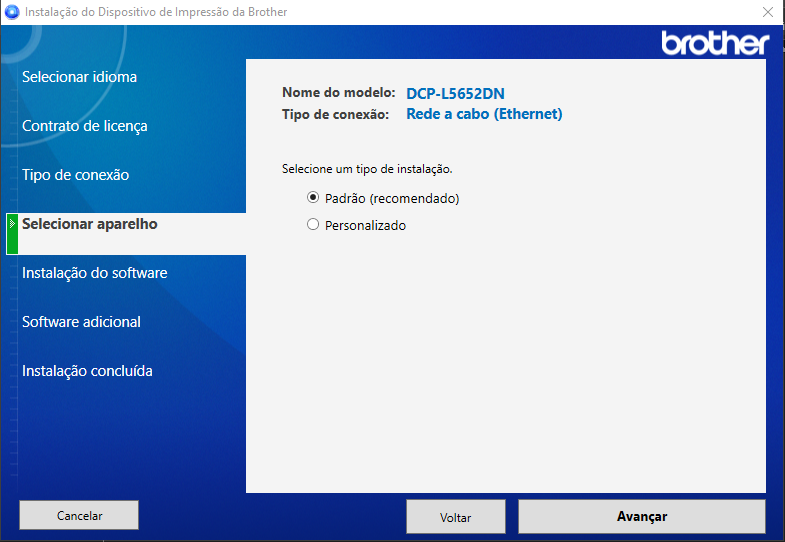 Instalação do Dispositivo de Impressão da Brother
brother
Selecionar idioma
Contrato de licença
Tipo de conexão
Selecionar aparelho
Instalação do software
Software adicional
Instalação concluída
Nome do modelo: DCP-L5652DN
Tipo de conexão: Rede a cabo (Ethernet)
Selecione um tipo de instalação.
Padrão (recomendado)
Personalizado
Cancelar
Voltar
Avançar